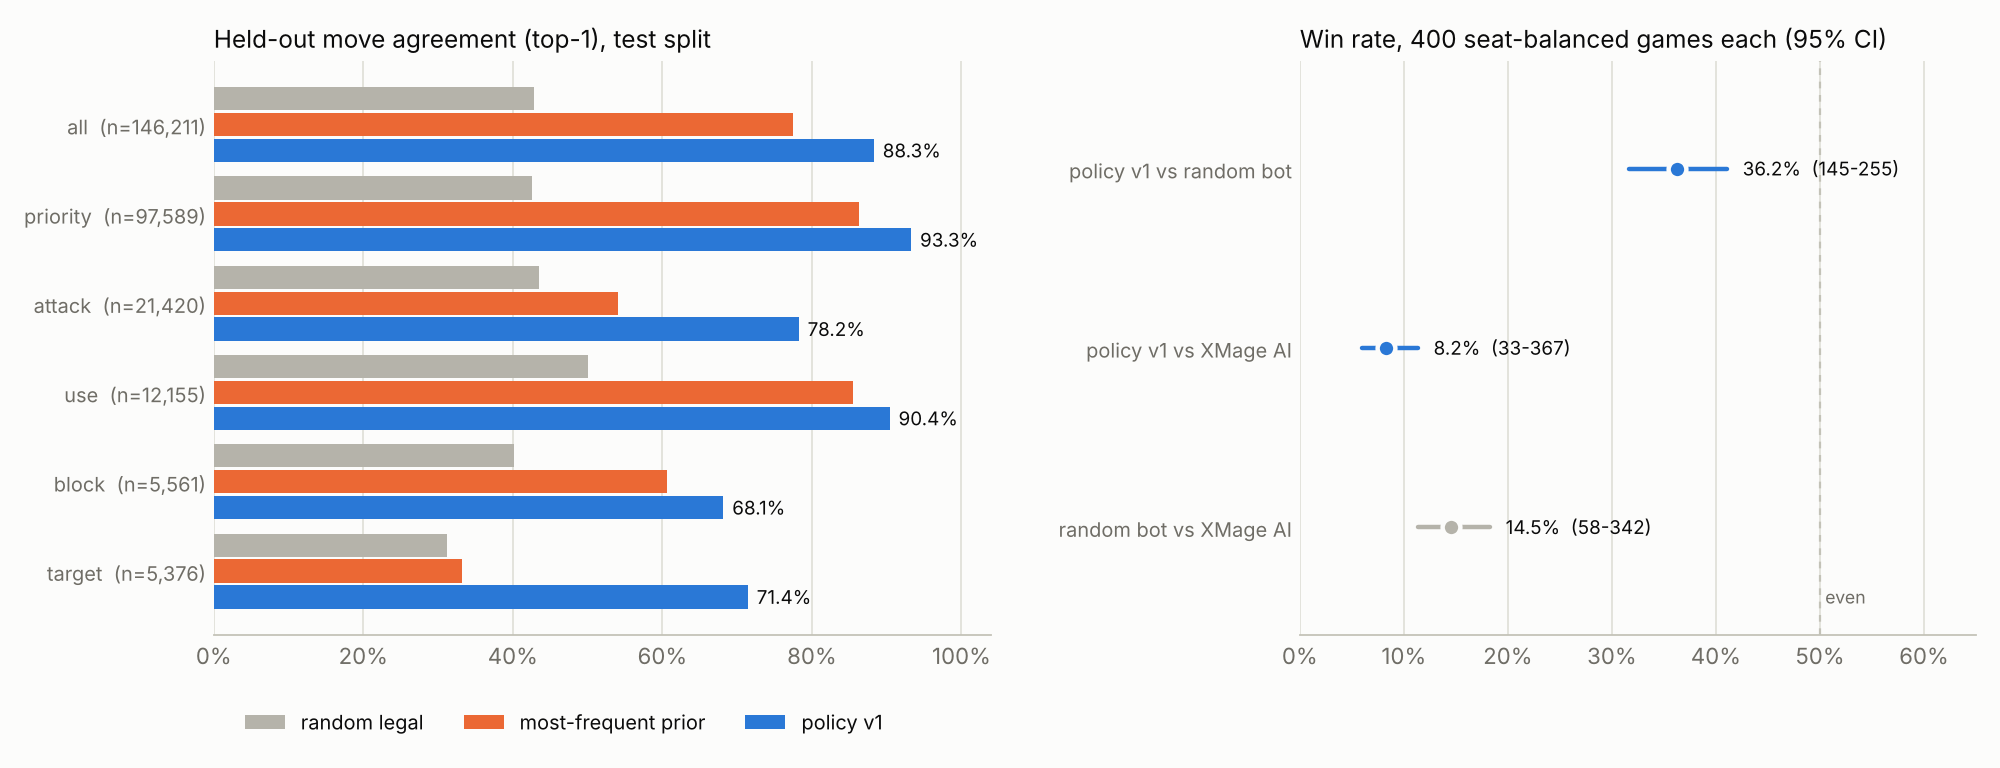 Held-out move agreement (top-1), test split
all (n=146,211)
88.3%
priority (n=97,589)
93.3%
attack (n=21,420)
78.2%
use (n=12,155)
90.4%
block (n=5,561)
68.1%
target (n=5,376)
71.4%
0% 20% 40% 60% 80% 100%
random legal most-frequent prior policy v1
Win rate, 400 seat-balanced games each (95% CI)
policy v1 vs random bot
36.2% (145-255)
policy v1 vs XMage AI
8.2% (33-367)
random bot vs XMage AI
14.5% (58-342)
even
0% 10% 20% 30% 40% 50% 60%